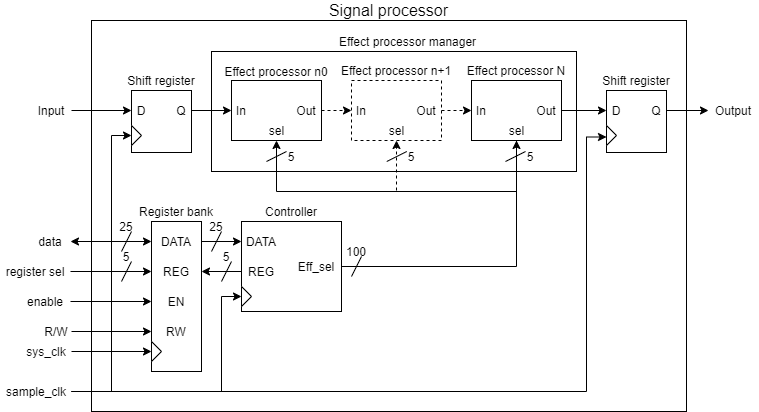 Signal processor
Effect processor manager
Effect processor n0
Effect processor n+1
Effect processor N
Shift register
Shift register
Input
D
Q
In
Out
In
Out
In
Out
D
Q
Output
sel
sel
sel
5
5
5
Register bank
Controller
data
25
DATA
25
DATA
register sel
5
REG
5
REG
Eff_sel
100
enable
EN
R/W
RW
sys_clk
sample_clk